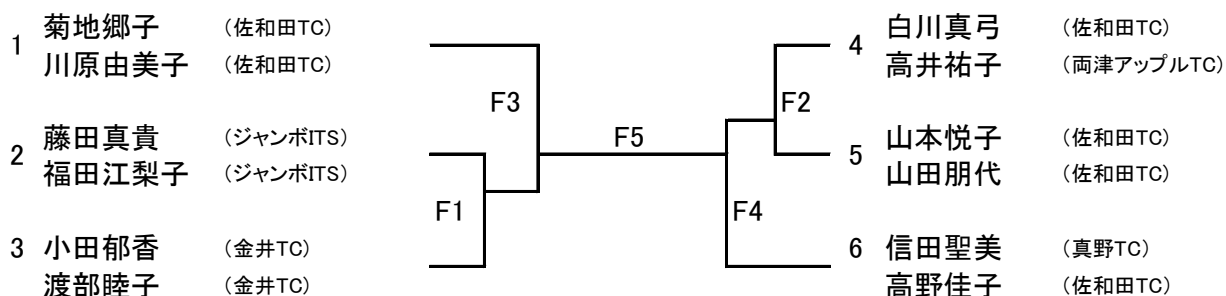 1 菊地郷子 (佐和田TC)
川原由美子 (佐和田TC)
2 藤田真貴 (ジャンボITS)
福田江梨子 (ジャンボITS)
3 小田郁香 (金井TC)
渡部睦子 (金井TC)
F3
F1
F5
F2
F4
4 白川真弓 (佐和田TC)
高井祐子 (両津アップルTC)
5 山本悦子 (佐和田TC)
山田朋代 (佐和田TC)
6 信田聖美 (真野TC)
高野佳子 (佐和田TC)